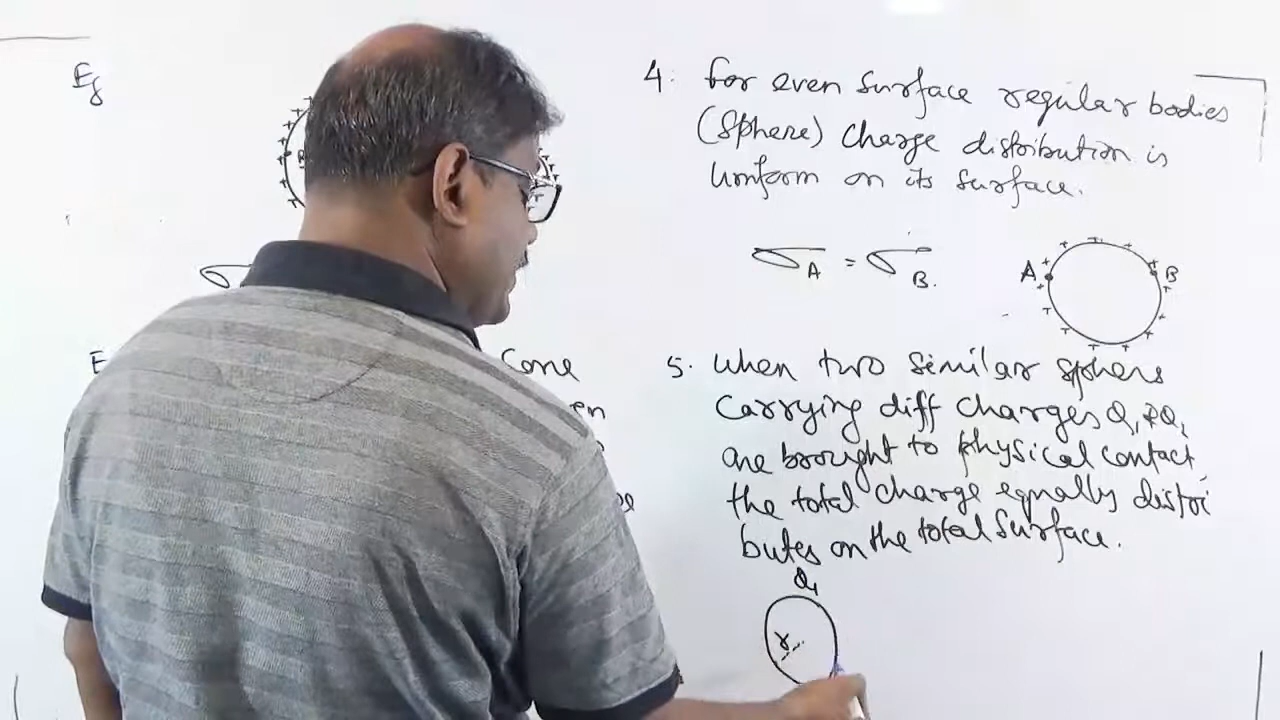 Eg
4. for even surface regular bodies
(Sphere) Charge distribution is
Uniform on its surface.
σA = σB.
A B
5. When two similar sphers
Carrying diff charges Q1 & Q2
are brought to physical contact
the total charge equally distri
butes on the total surface.
Q1
r
Cone